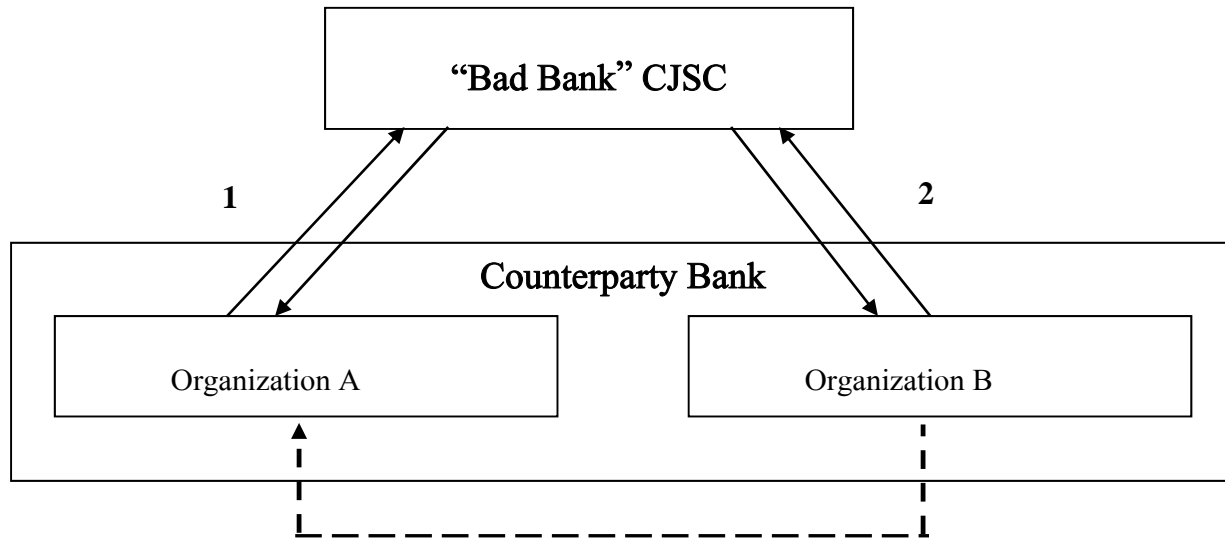 “Bad Bank” CJSC
1
2
Counterparty Bank
Organization A
Organization B